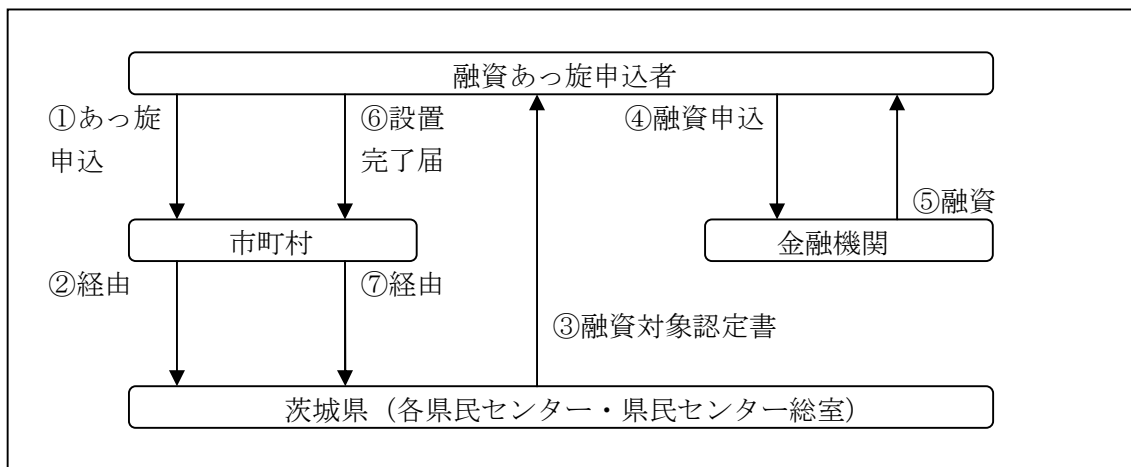 融資あっ旋申込者
①あっ旋
申込
⑥設置
完了届
④融資申込
⑤融資
市町村
金融機関
②経由
⑦経由
③融資対象認定書
茨城県（各県民センター・県民センター総室）